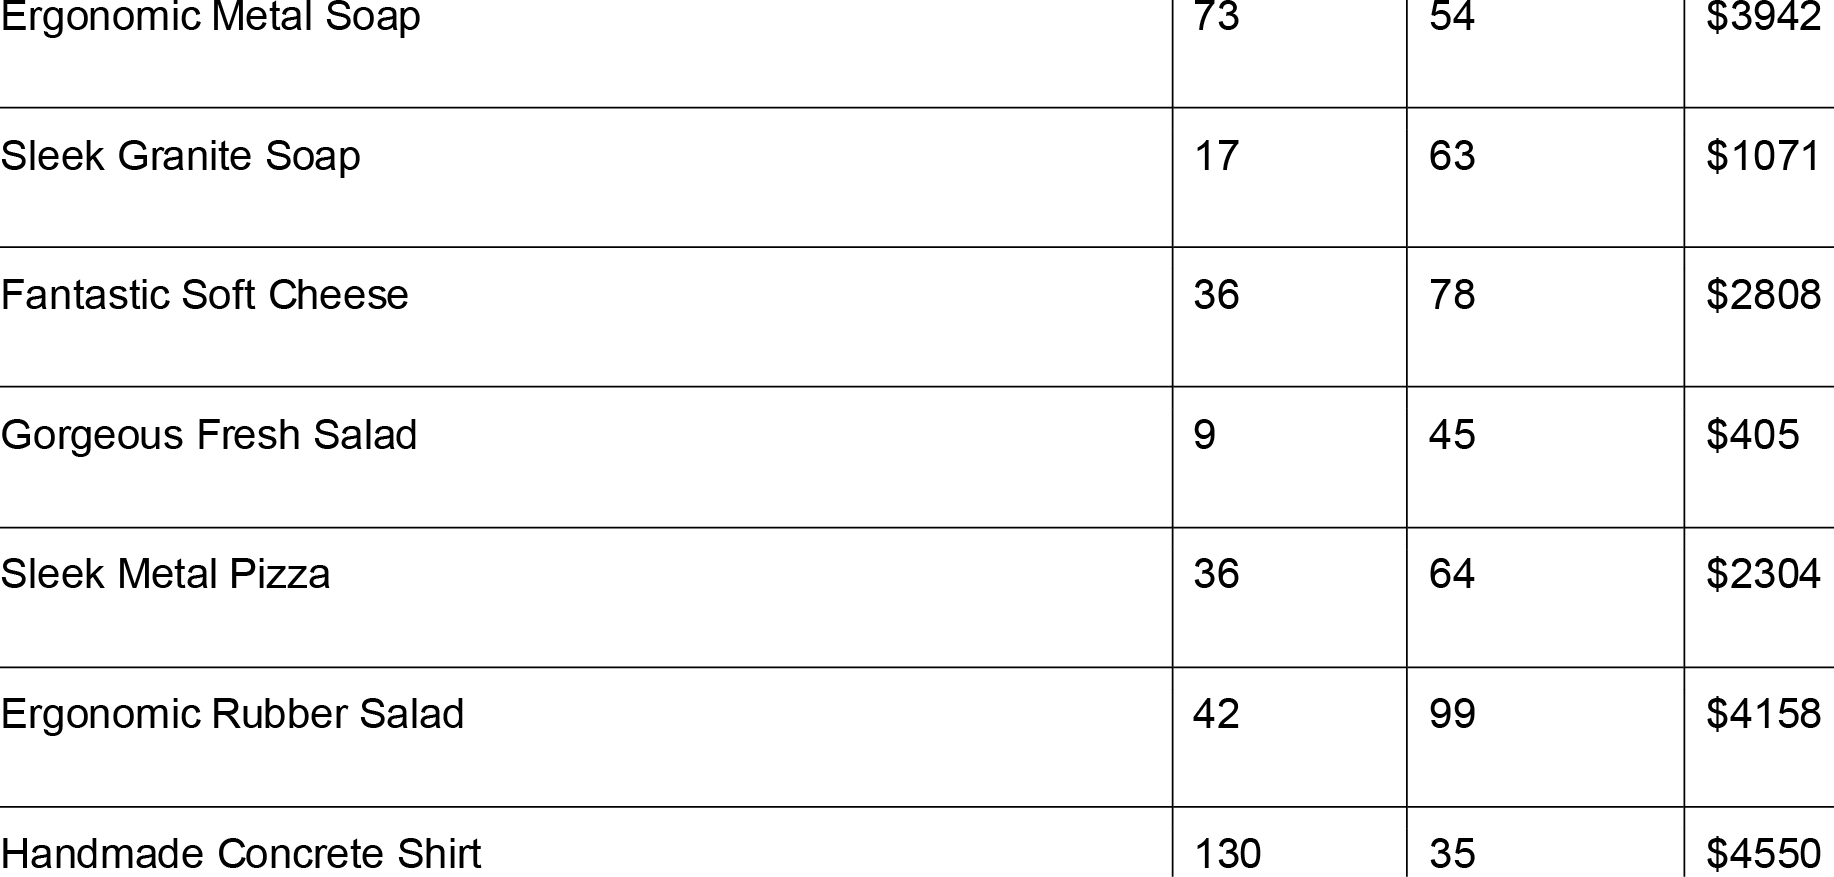 Ergonomic Metal Soap 73 54 $3942
Sleek Granite Soap 17 63 $1071
Fantastic Soft Cheese 36 78 $2808
Gorgeous Fresh Salad 9 45 $405
Sleek Metal Pizza 36 64 $2304
Ergonomic Rubber Salad 42 99 $4158
Handmade Concrete Shirt 130 35 $4550